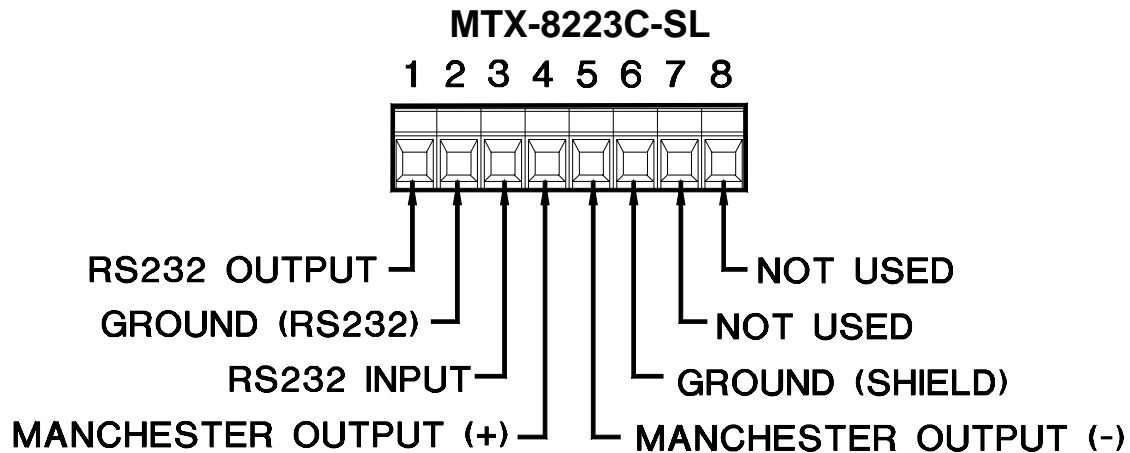 MTX-8223C-SL
1 2 3 4 5 6 7 8
RS232 OUTPUT
NOT USED
GROUND (RS232)
NOT USED
RS232 INPUT
GROUND (SHIELD)
MANCHESTER OUTPUT (+)
MANCHESTER OUTPUT (-)